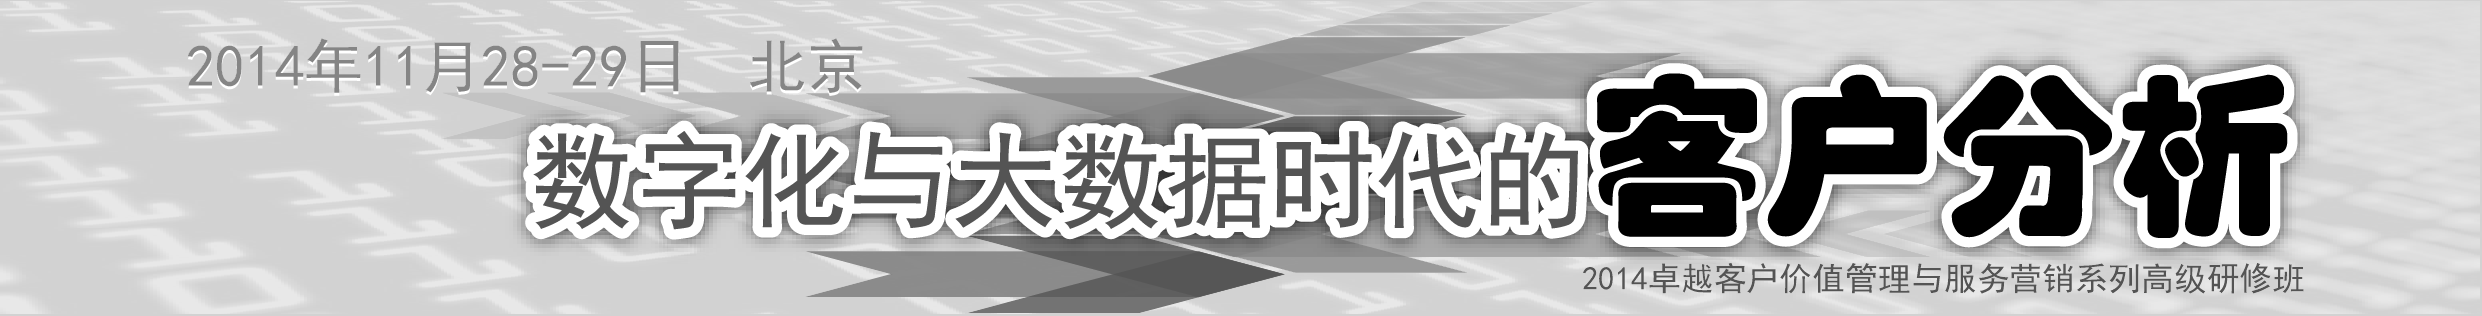 2014年11月28-29日 北京
数字化与大数据时代的客户分析
2014卓越客户价值管理与服务营销系列高级研修班